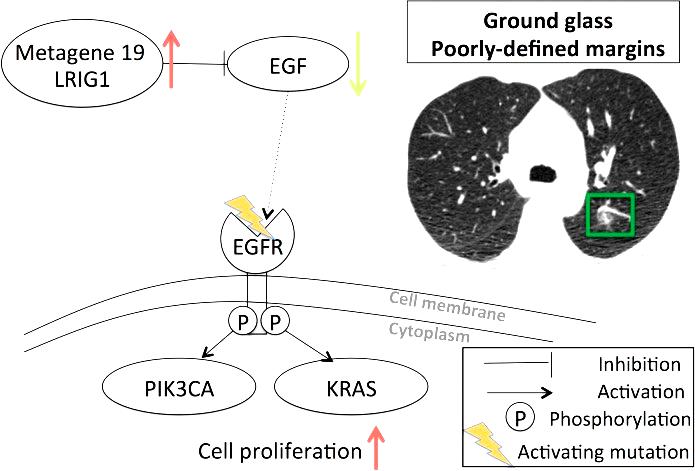 Ground glass
Poorly-defined margins
Metagene 19
LRIG1
EGF
EGFR
Cell membrane
Cytoplasm
P
P
PIK3CA
KRAS
Cell proliferation
Inhibition
Activation
P
Phosphorylation
Activating mutation